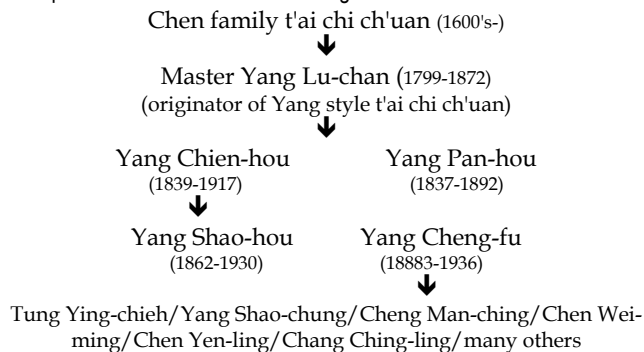 Chen family t'ai chi ch'uan (1600's-)
Master Yang Lu-chan (1799-1872)
(originator of Yang style t'ai chi ch'uan)
Yang Chien-hou Yang Pan-hou
(1839-1917) (1837-1892)
Yang Shao-hou Yang Cheng-fu
(1862-1930) (18883-1936)
Tung Ying-chieh/Yang Shao-chung/Cheng Man-ching/Chen Wei-
ming/Chen Yen-ling/Chang Ching-ling/many others